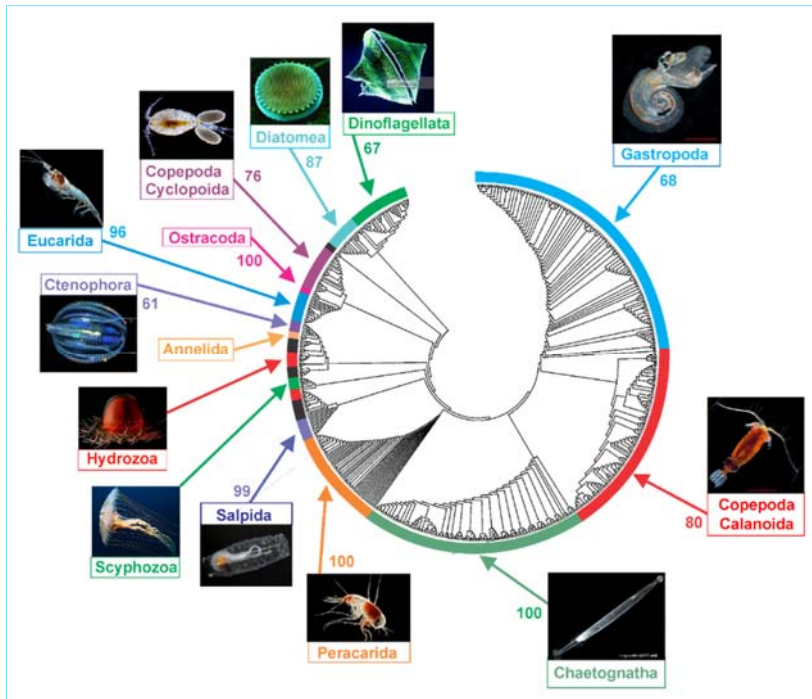 Dinoflagellata
67
Diatomea
87
Gastropoda
68
Copepoda
Cyclopoida
76
Eucarida
96
Ostracoda
100
Ctenophora
61
Annelida
Hydrozoa
Scyphozoa
99
Salpida
100
Peracarida
100
Chaetognatha
80
Copepoda
Calanoida